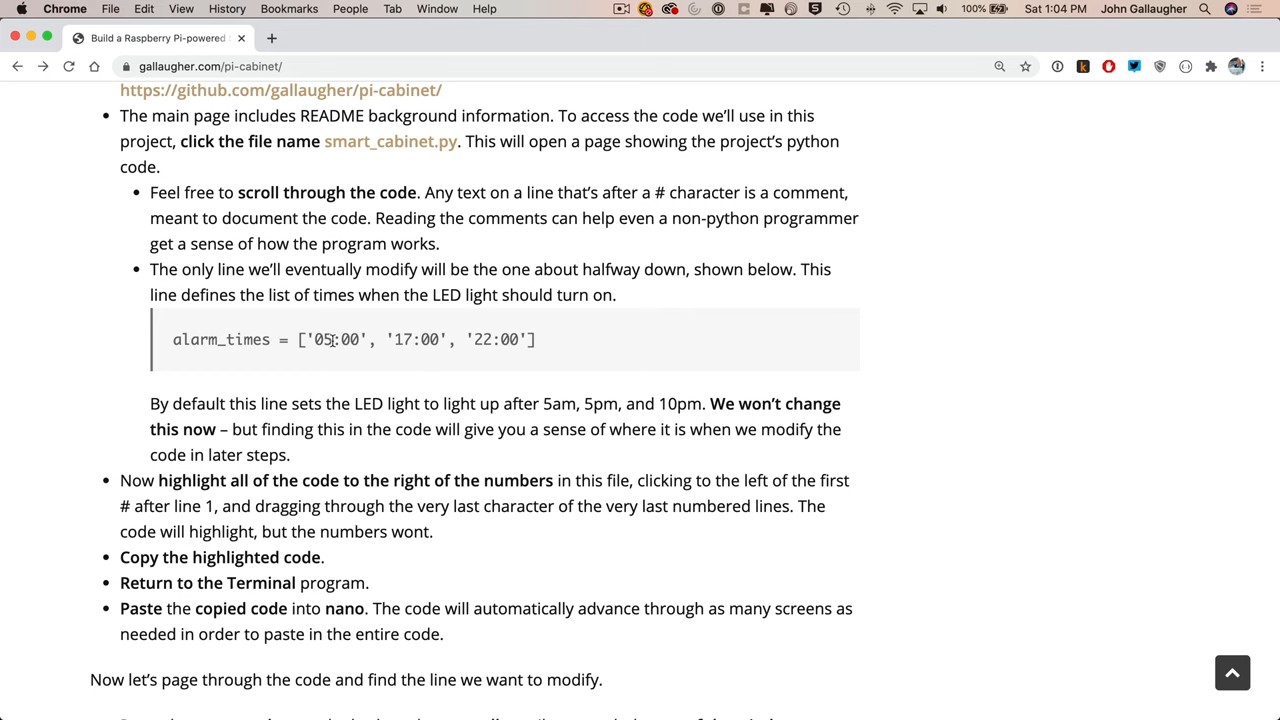 Chrome File Edit View History Bookmarks People Tab Window Help 100% Sat 1:04 PM John Gallaugher
Build a Raspberry Pi-powered
gallaugher.com/pi-cabinet/
https://github.com/gallaugher/pi-cabinet/
• The main page includes README background information. To access the code we'll use in this
project, click the file name smart_cabinet.py. This will open a page showing the project's python
code.
• Feel free to scroll through the code. Any text on a line that's after a # character is a comment,
meant to document the code. Reading the comments can help even a non-python programmer
get a sense of how the program works.
• The only line we'll eventually modify will be the one about halfway down, shown below. This
line defines the list of times when the LED light should turn on.
alarm_times = ['05:00', '17:00', '22:00']
By default this line sets the LED light to light up after 5am, 5pm, and 10pm. We won't change
this now – but finding this in the code will give you a sense of where it is when we modify the
code in later steps.
• Now highlight all of the code to the right of the numbers in this file, clicking to the left of the first
# after line 1, and dragging through the very last character of the very last numbered lines. The
code will highlight, but the numbers wont.
• Copy the highlighted code.
• Return to the Terminal program.
• Paste the copied code into nano. The code will automatically advance through as many screens as
needed in order to paste in the entire code.
Now let's page through the code and find the line we want to modify.